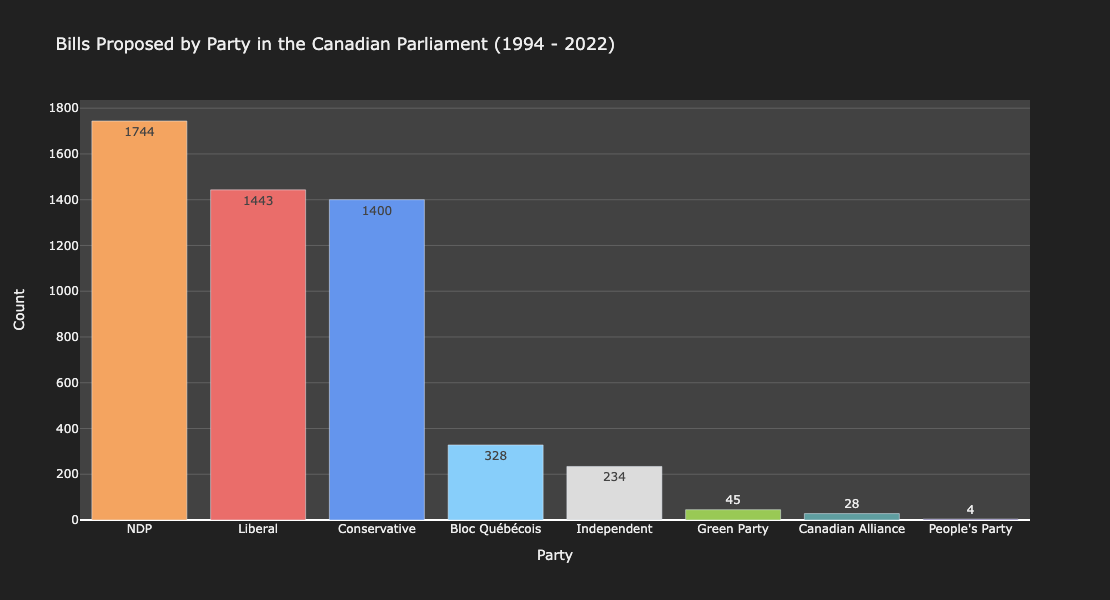 Bills Proposed by Party in the Canadian Parliament (1994 - 2022)
1800
1600
1400
1200
1000
800
600
400
200
0
Count
1744
1443
1400
328
234
45
28
4
NDP
Liberal
Conservative
Bloc Québécois
Independent
Green Party
Canadian Alliance
People's Party
Party